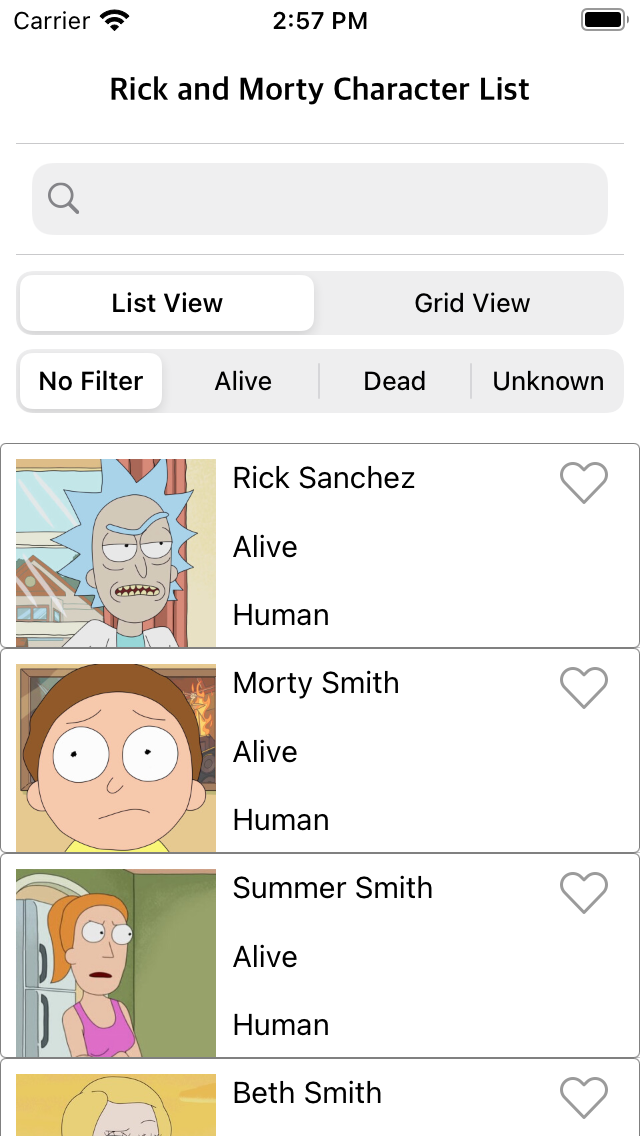 Carrier 2:57 PM
Rick and Morty Character List
List View Grid View
No Filter Alive Dead Unknown
Rick Sanchez
Alive
Human
Morty Smith
Alive
Human
Summer Smith
Alive
Human
Beth Smith